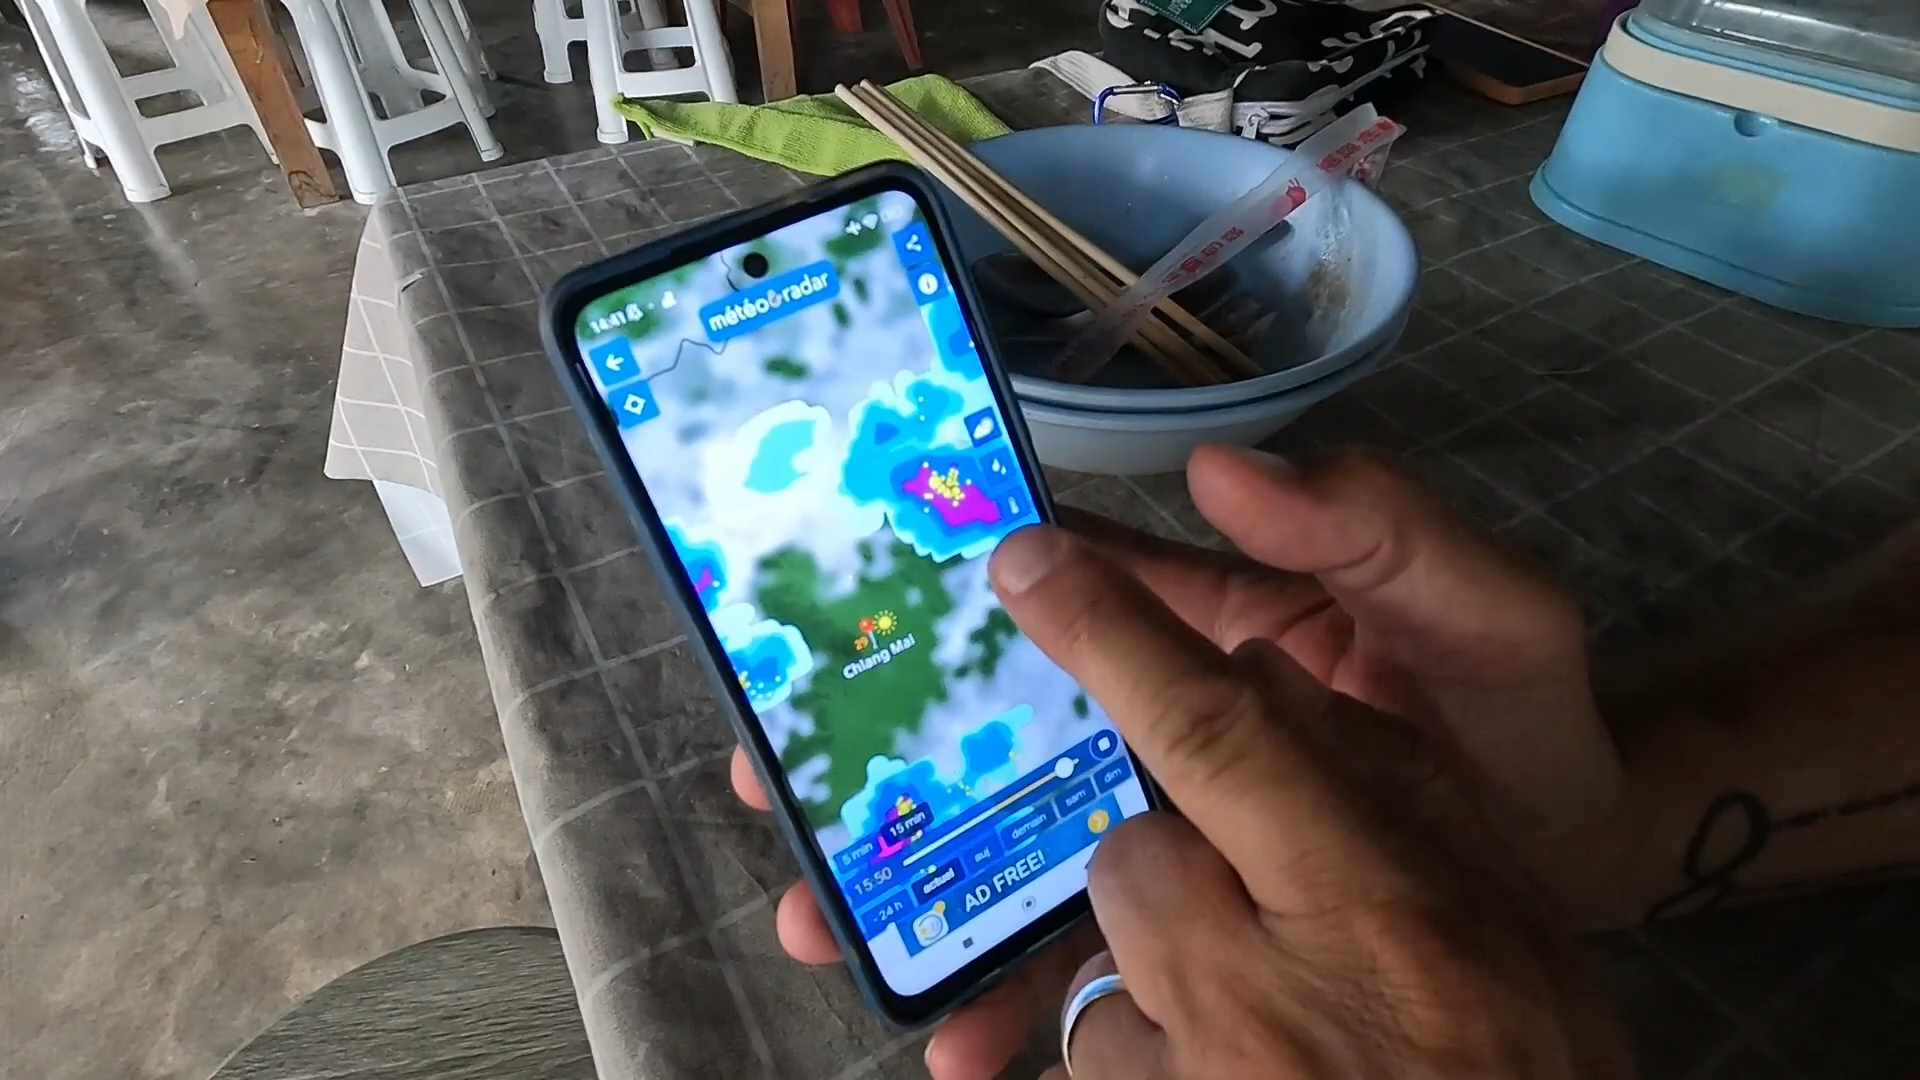 14:41
météo&radar
29
Chiang Mai
5 min
15 min
15:50
- 24 h
actuel
auj
demain
sam
dim
AD FREE!